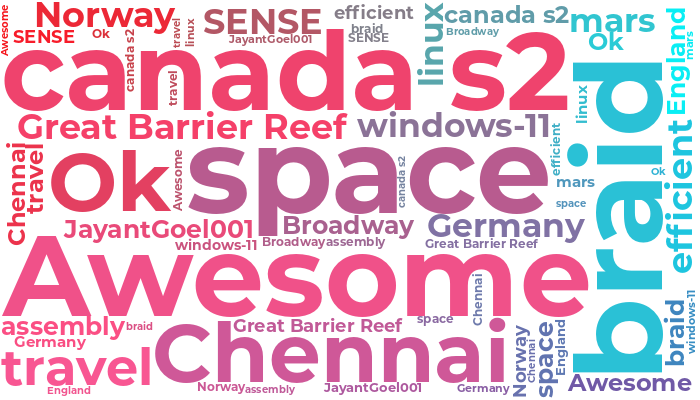 Awesome
Norway
travel
linux
SENSE
efficient
linux
canada s2
mars
England
mars
SENSE
Ok
canada s2
JayantGoel001
braid
SENSE
Broadway
Ok
canada s2
travel
linux
braid
Great Barrier Reef
windows-11
Chennai
travel
Ok
Awesome
space
canada s2
efficient
mars
space
Ok
efficient
JayantGoel001
Broadway
Germany
windows-11
Broadway
assembly
Great Barrier Reef
Awesome
Chennai
assembly
braid
Germany
Chennai
Great Barrier Reef
space
Norway
chennai
space
England
braid
windows-11
travel
England
Norway
assembly
JayantGoel001
Germany
Awesome